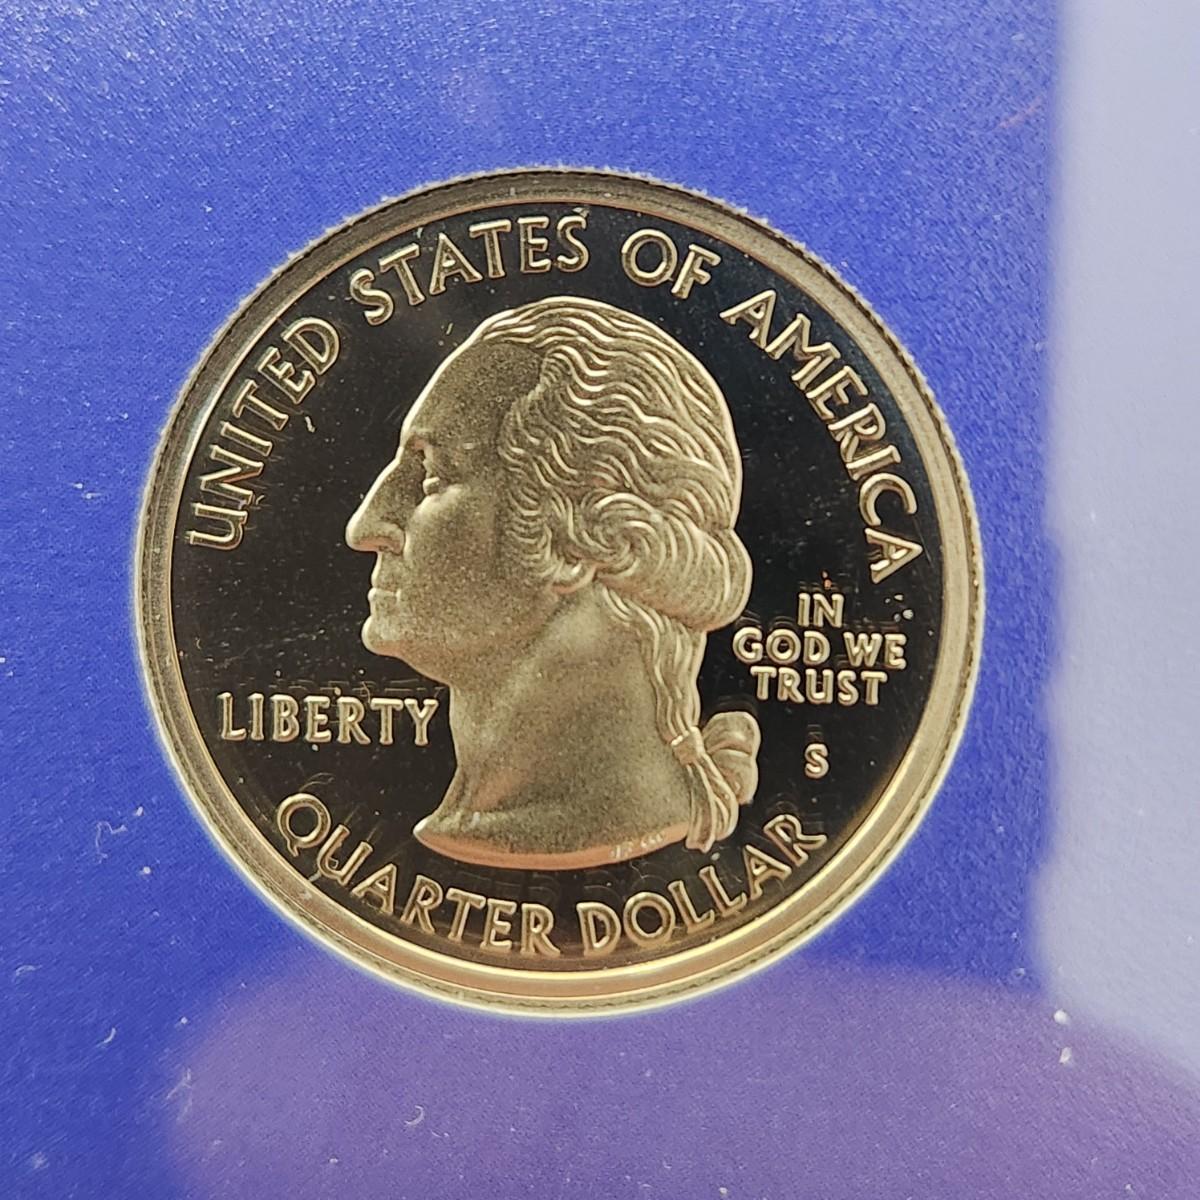 UNITED STATES OF AMERICA
LIBERTY
IN
GOD WE
TRUST
S
QUARTER DOLLAR